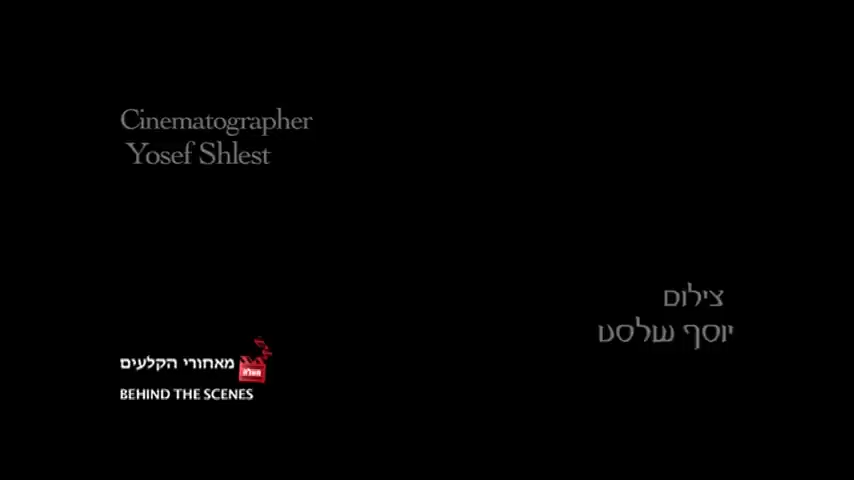 Cinematographer
Yosef Shlest
צילום
יוסף שלסט
מאחורי הקלעים
BEHIND THE SCENES